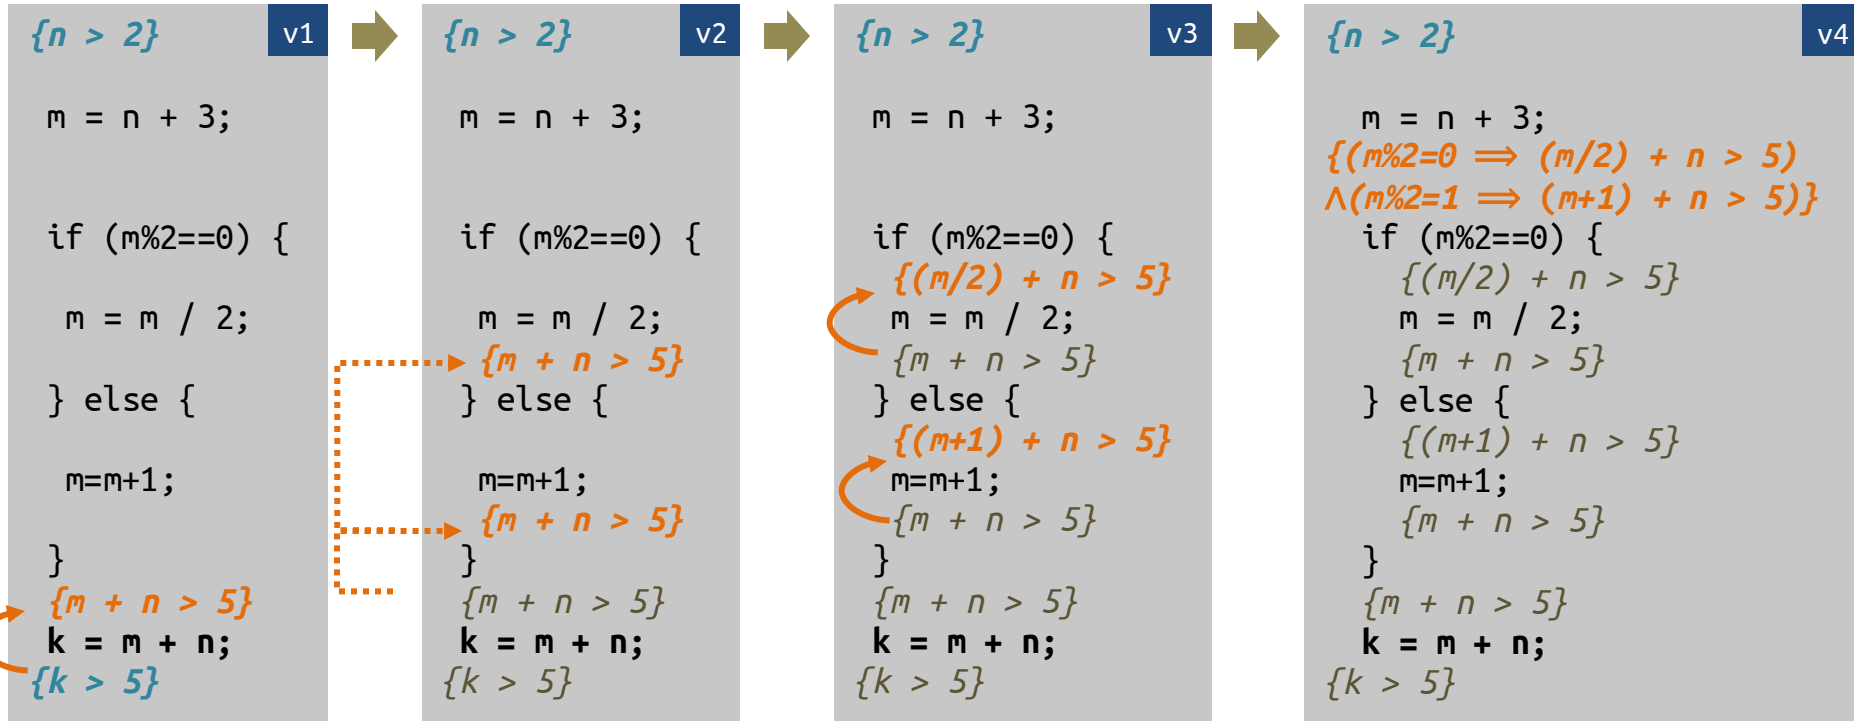 {n > 2}
v1
m = n + 3;
if (m%2==0) {
m = m / 2;
} else {
m=m+1;
}
{m + n > 5}
k = m + n;
{k > 5}
{n > 2}
v2
m = n + 3;
if (m%2==0) {
m = m / 2;
{m + n > 5}
} else {
m=m+1;
{m + n > 5}
}
{m + n > 5}
k = m + n;
{k > 5}
{n > 2}
v3
m = n + 3;
if (m%2==0) {
{(m/2) + n > 5}
m = m / 2;
{m + n > 5}
} else {
{(m+1) + n > 5}
m=m+1;
{m + n > 5}
}
{m + n > 5}
k = m + n;
{k > 5}
{n > 2}
v4
m = n + 3;
{(m%2=0 ⟹ (m/2) + n > 5)
∧(m%2=1 ⟹ (m+1) + n > 5)}
if (m%2==0) {
{(m/2) + n > 5}
m = m / 2;
{m + n > 5}
} else {
{(m+1) + n > 5}
m=m+1;
{m + n > 5}
}
{m + n > 5}
k = m + n;
{k > 5}